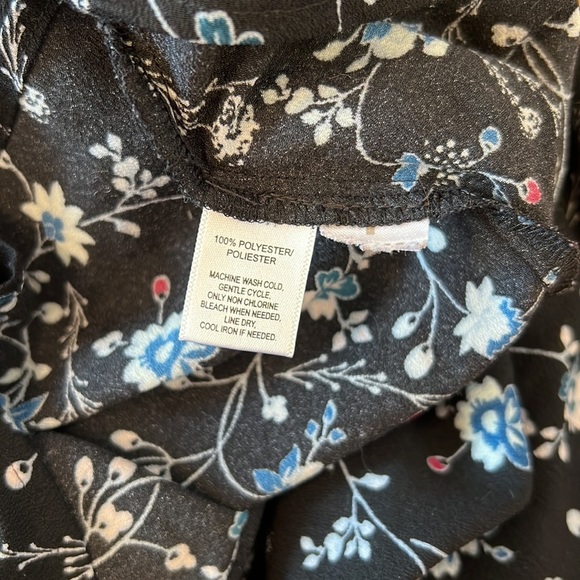 100% POLYESTER/
POLIESTER
MACHINE WASH COLD,
GENTLE CYCLE,
ONLY NON CHLORINE
BLEACH WHEN NEEDED,
LINE DRY,
COOL IRON IF NEEDED.